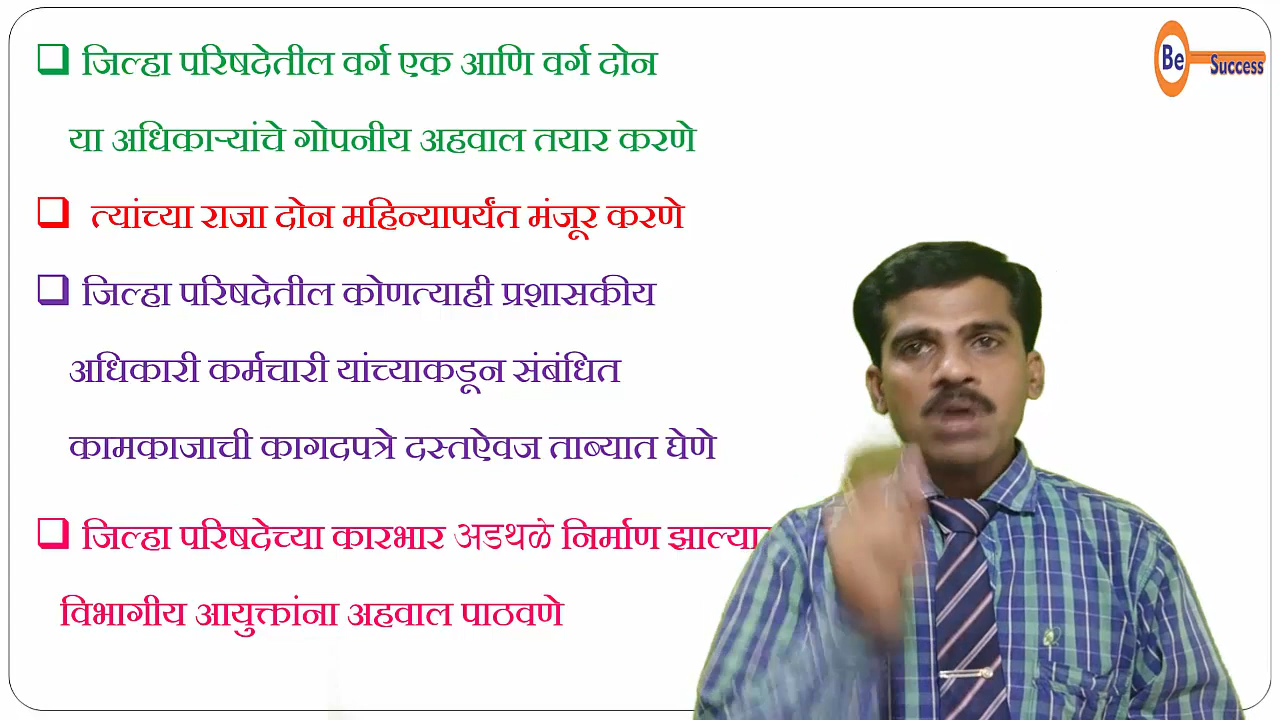 जिल्हा परिषदेतील वर्ग एक आणि वर्ग दोन
या अधिकाऱ्यांचे गोपनीय अहवाल तयार करणे
त्यांच्या राजा दोन महिन्यापर्यंत मंजूर करणे
जिल्हा परिषदेतील कोणत्याही प्रशासकीय
अधिकारी कर्मचारी यांच्याकडून संबंधित
कामकाजाची कागदपत्रे दस्तऐवज ताब्यात घेणे
जिल्हा परिषदेच्या कारभार अडथळे निर्माण झाल्या
विभागीय आयुक्तांना अहवाल पाठवणे
Be
Success